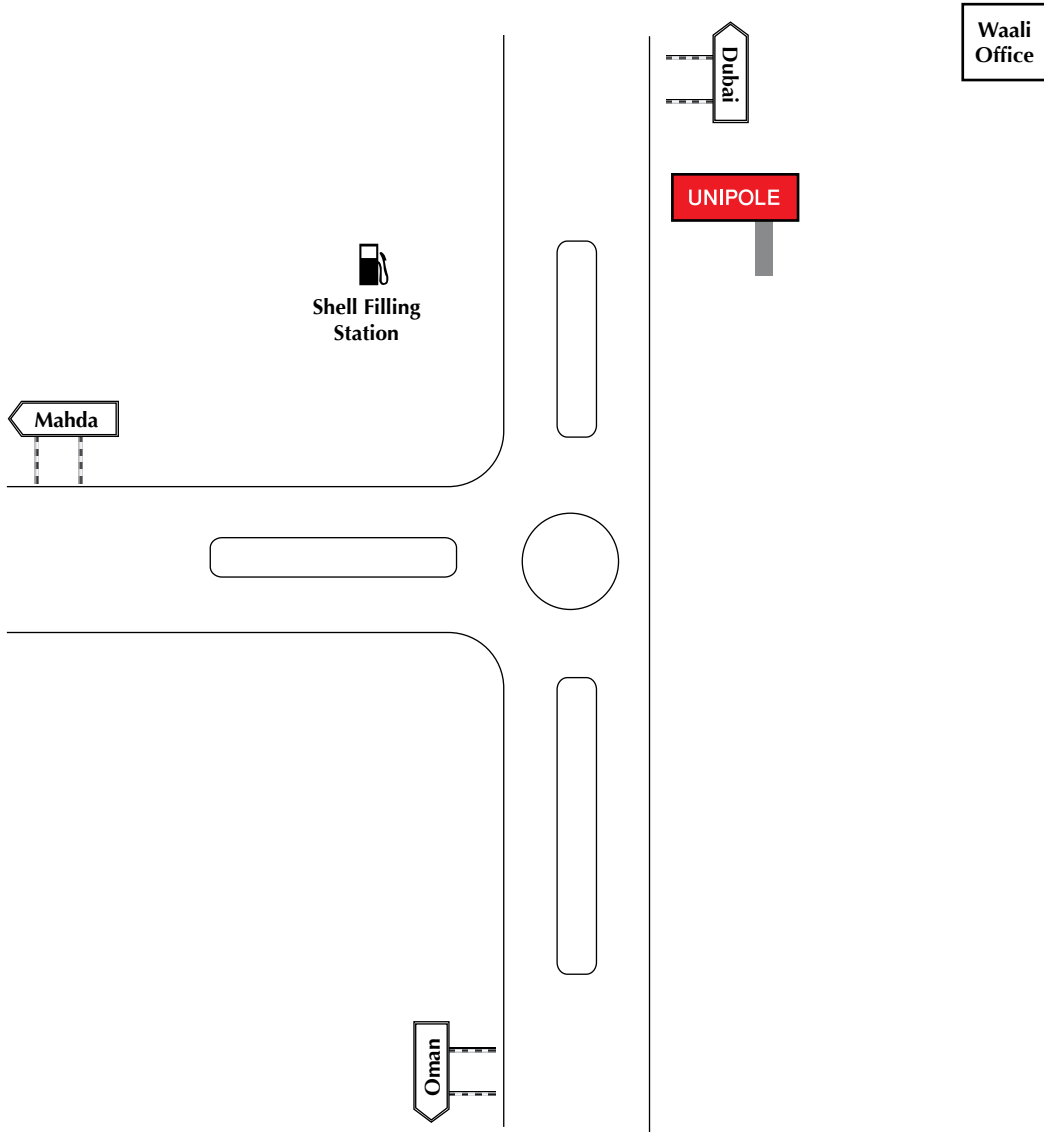 Waali
Office
Dubai
UNIPOLE
Shell Filling
Station
Mahda
Oman